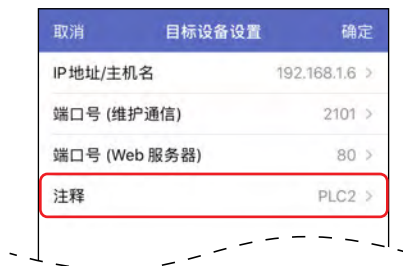 取消 目标设备设置 确定
IP地址/主机名 192.168.1.6 >
端口号 (维护通信) 2101 >
端口号 (Web 服务器) 80 >
注释 PLC2 >